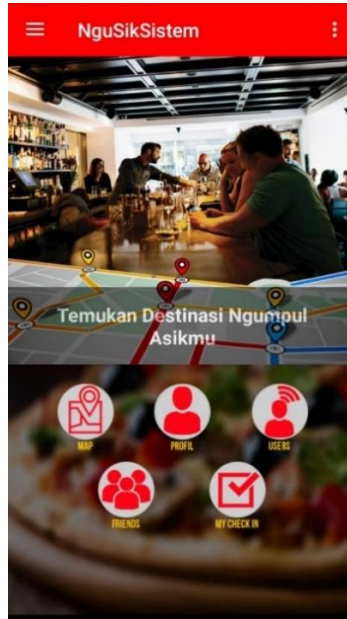 NguSikSistem
Temukan Destinasi Ngumpul
Asikmu
MAP
PROFIL
USERS
FRIENDS
MY CHECK IN